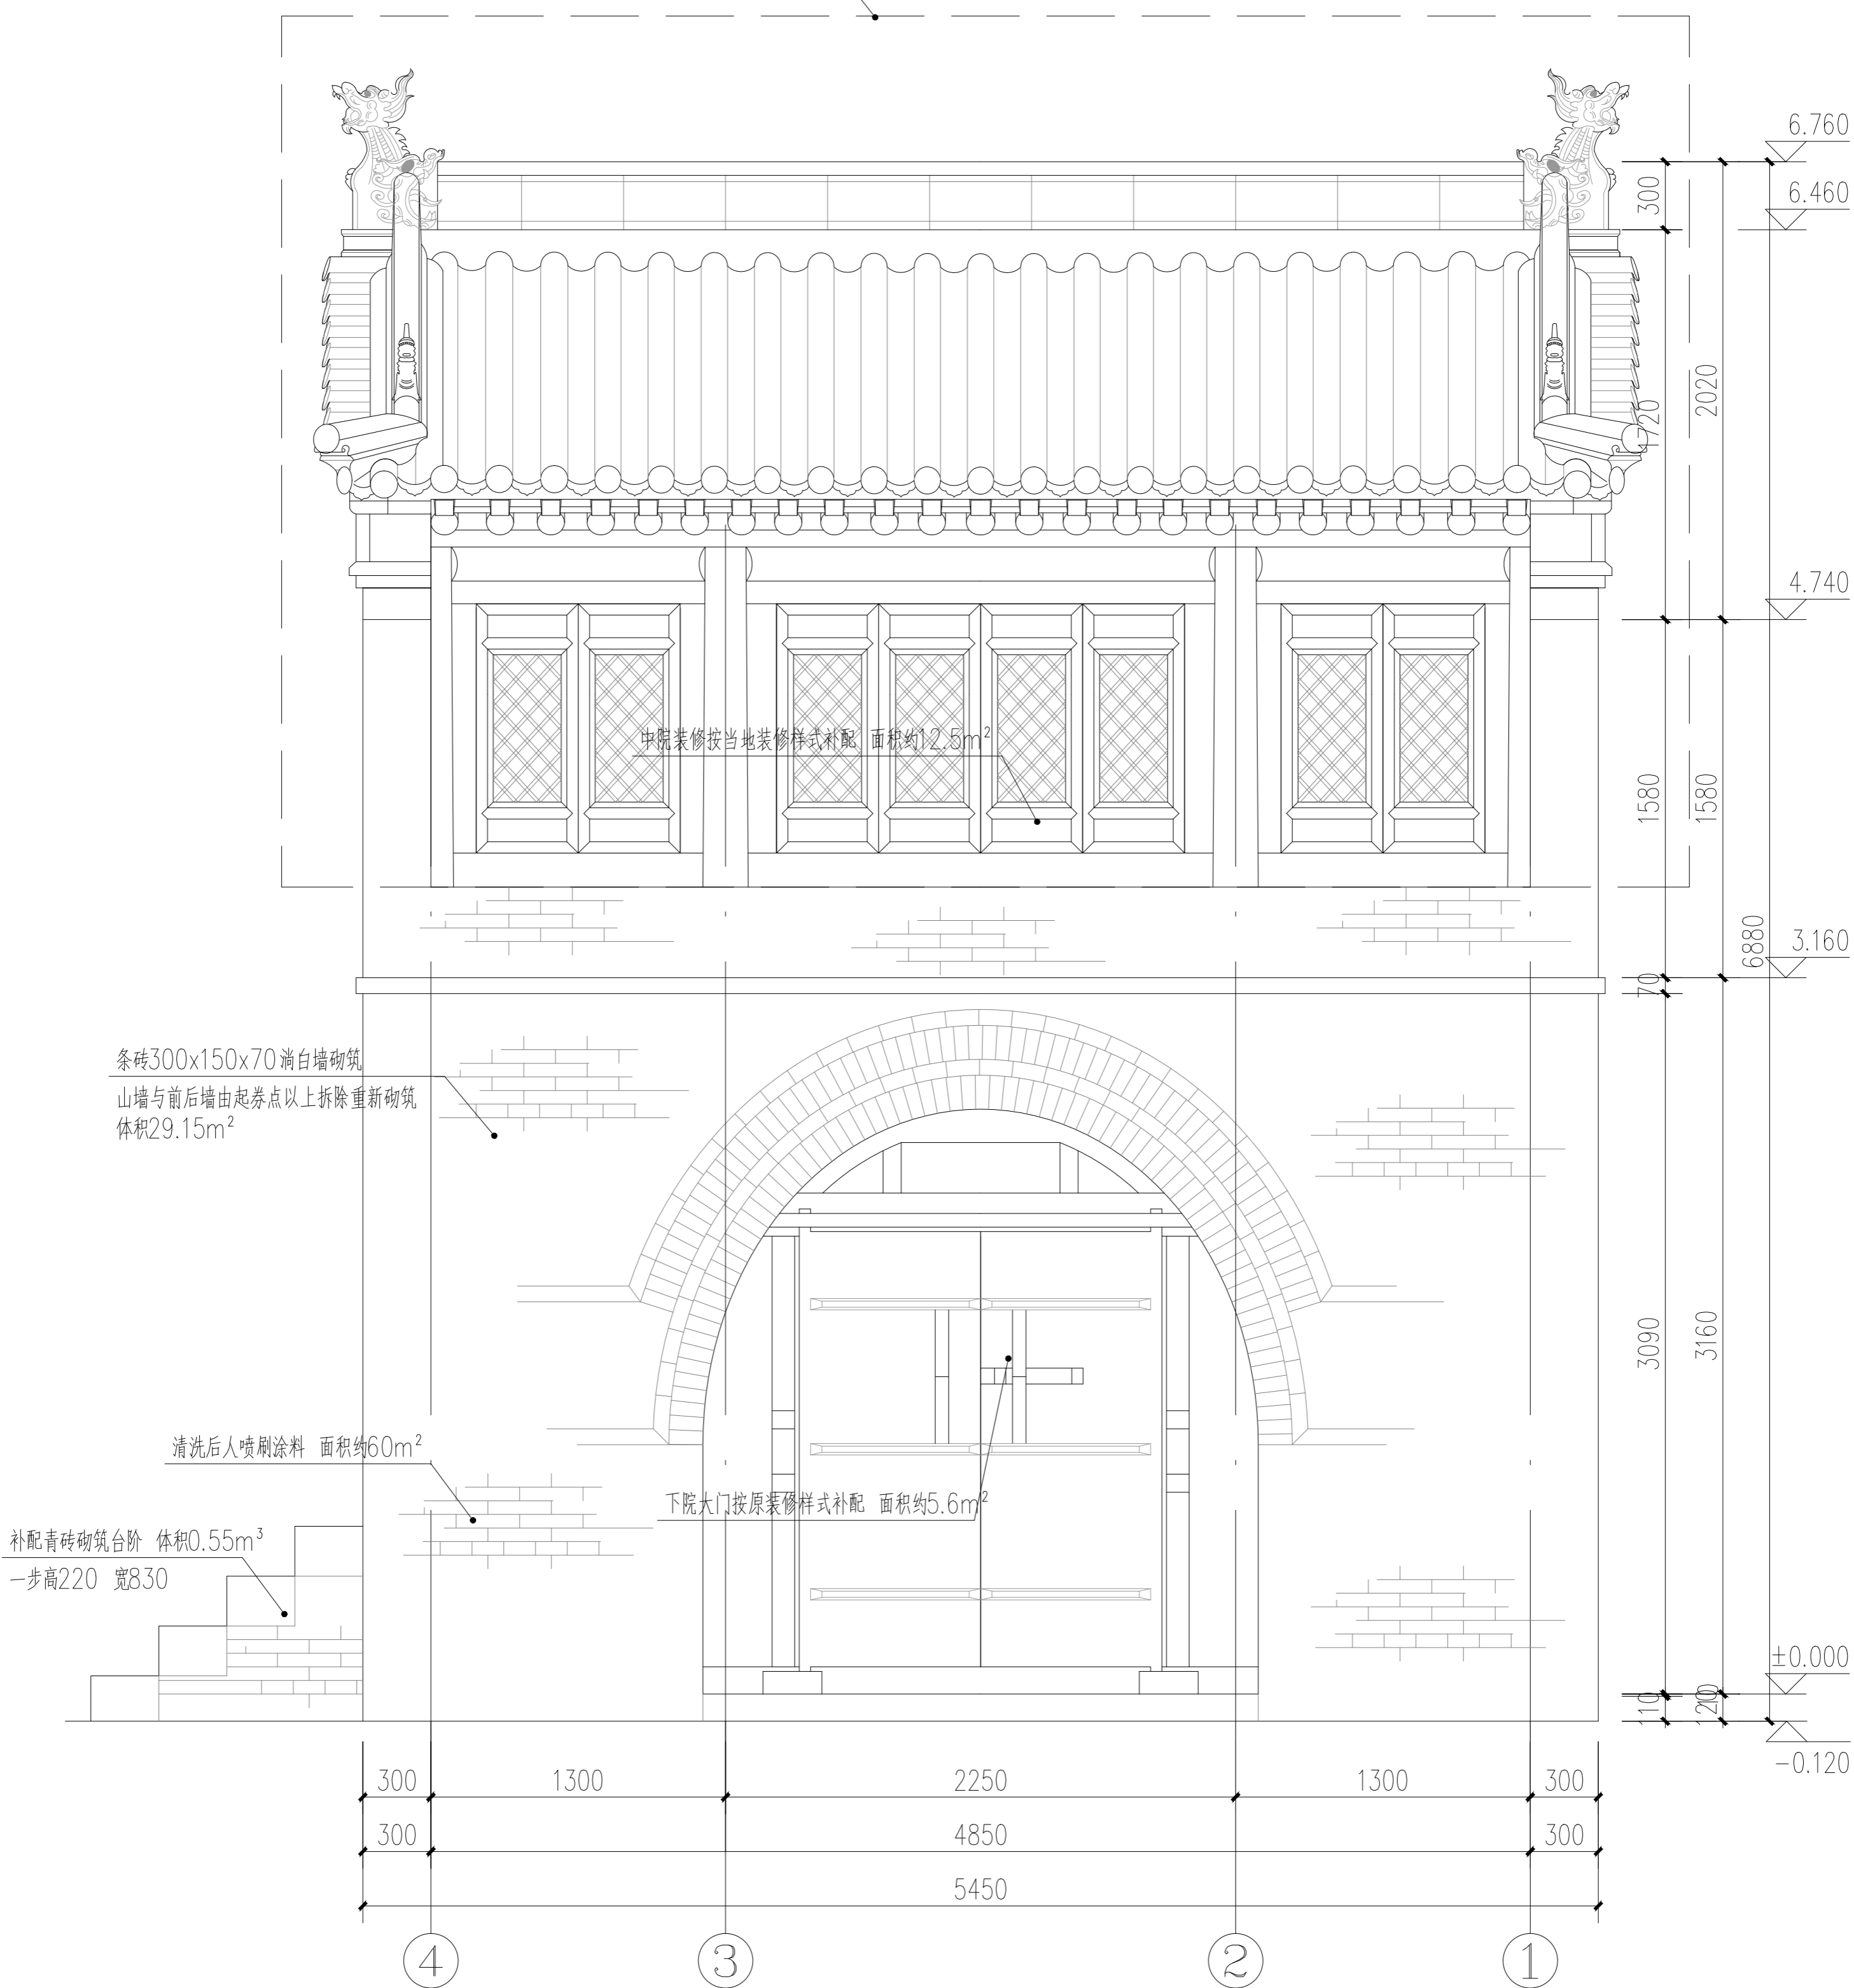 6.760
6.460
300
2020
4.740
中院装修按当地装修样式补配 面积约12.5m²
1580
1580
6880
3.160
70
条砖300x150x70淌白墙砌筑
山墙与前后墙由起券点以上拆除重新砌筑
体积29.15m²
3090
3160
清洗后人喷刷涂料 面积约60m²
下院大门按原装修样式补配 面积约5.6m²
补配青砖砌筑台阶 体积0.55m³
一步高220 宽830
±0.000
110
-0.120
300 1300 2250 1300 300
300 4850 300
5450
4 3 2 1